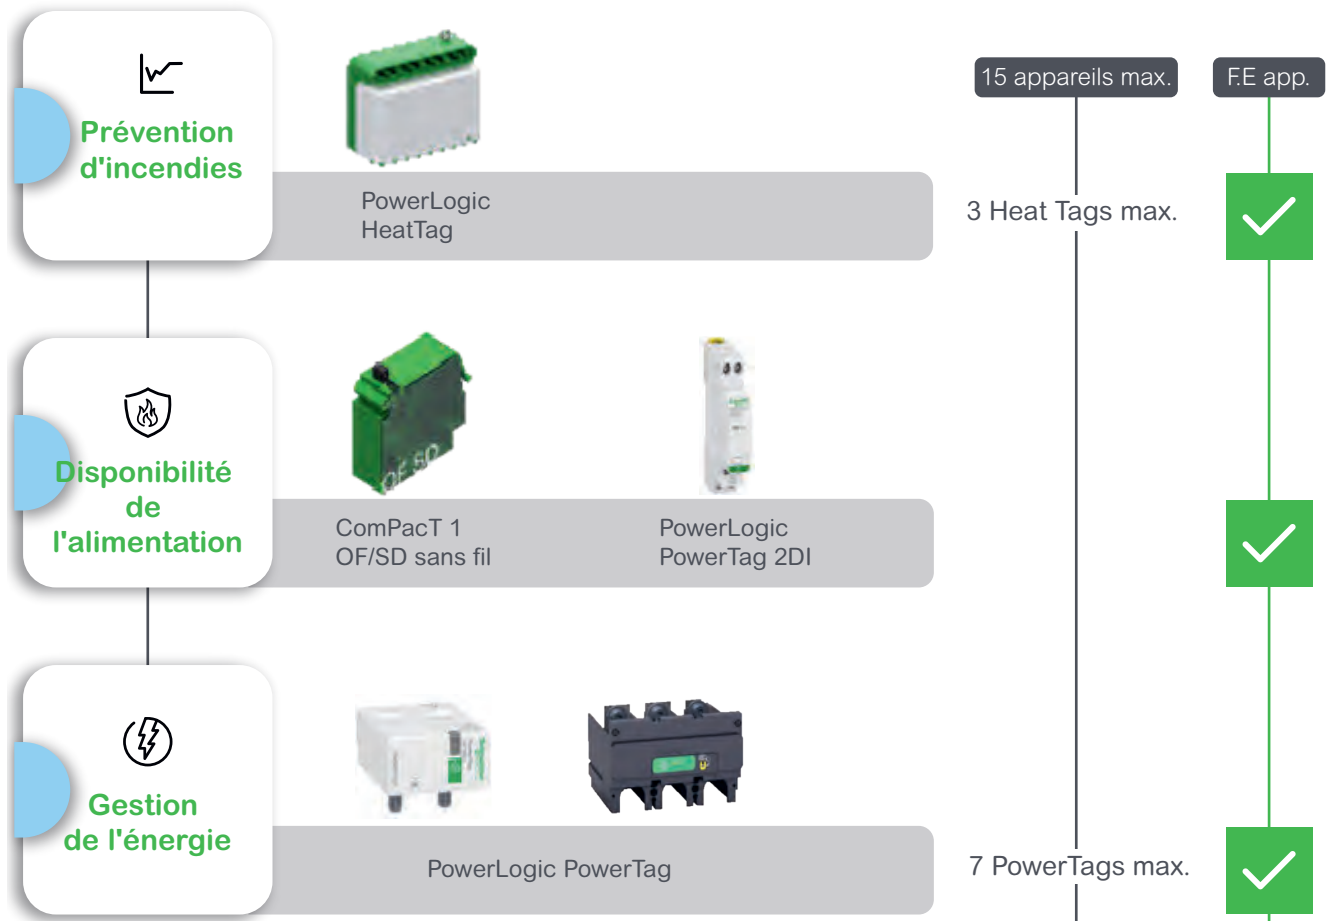 15 appareils max.
F.E app.
Prévention
d'incendies
PowerLogic
HeatTag
3 Heat Tags max.
OF SD
Disponibilité
de
l'alimentation
ComPacT 1
OF/SD sans fil
PowerLogic
PowerTag 2DI
Gestion
de l'énergie
PowerLogic PowerTag
7 PowerTags max.